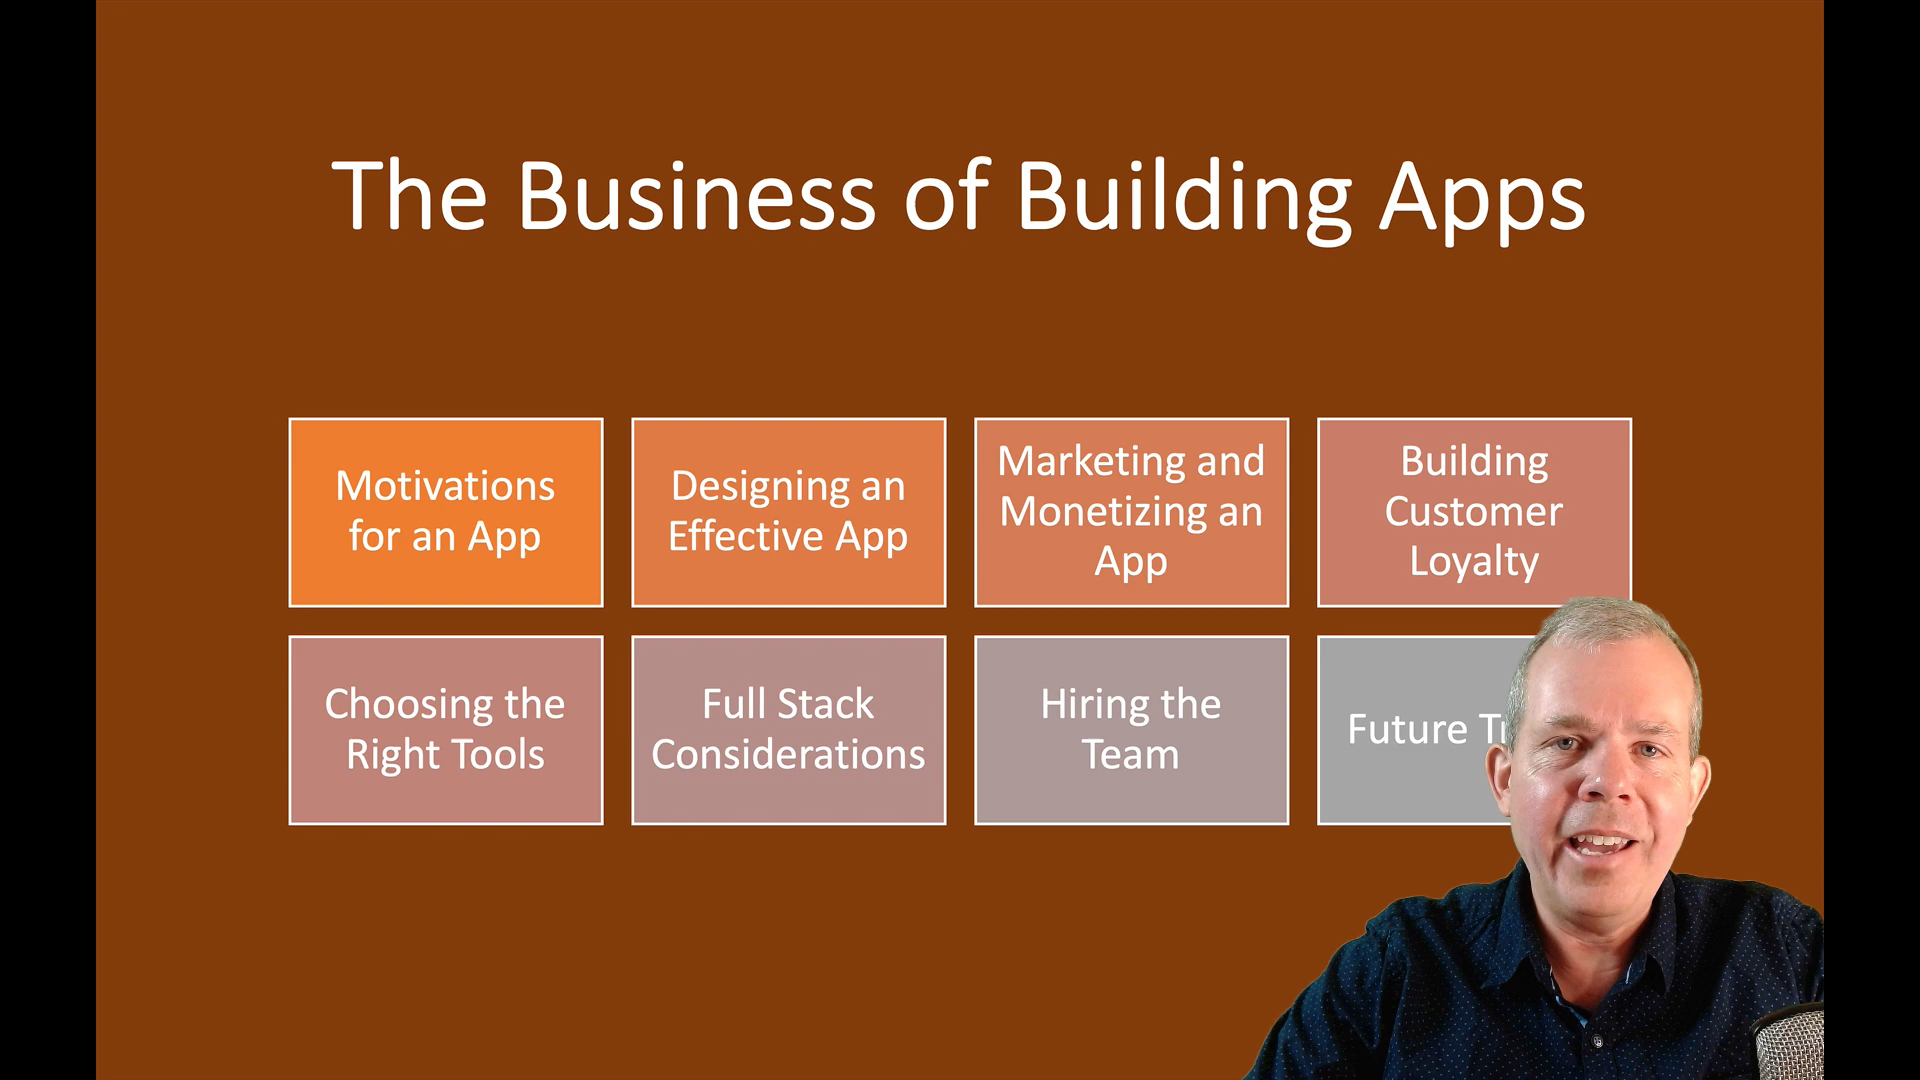 The Business of Building Apps
Motivations
for an App
Designing an
Effective App
Marketing and
Monetizing an
App
Building
Customer
Loyalty
Choosing the
Right Tools
Full Stack
Considerations
Hiring the
Team
Future